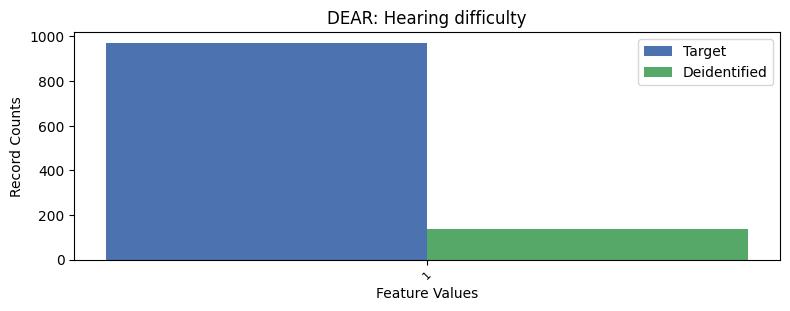 DEAR: Hearing difficulty
1000
800
600
400
200
0
Record Counts
Target
Deidentified
1
Feature Values